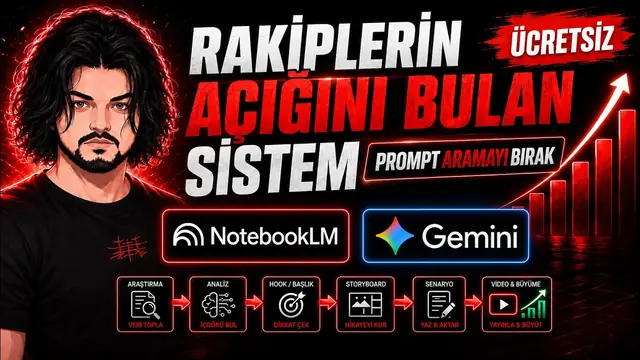 RAKİPLERİN
AÇIĞINI BULAN
SİSTEM
ÜCRETSİZ
PROMPT ARAMAYI BIRAK
NotebookLM
Gemini
ARAŞTIRMA
VERİ TOPLA
ANALİZ
İÇGÖRÜ BUL
HOOK / BAŞLIK
DİKKAT ÇEK
STORYBOARD
HİKAYEYİ KUR
SENARYO
YAZ & AKTAR
VİDEO & BÜYÜME
YAYINLA & BÜYÜT